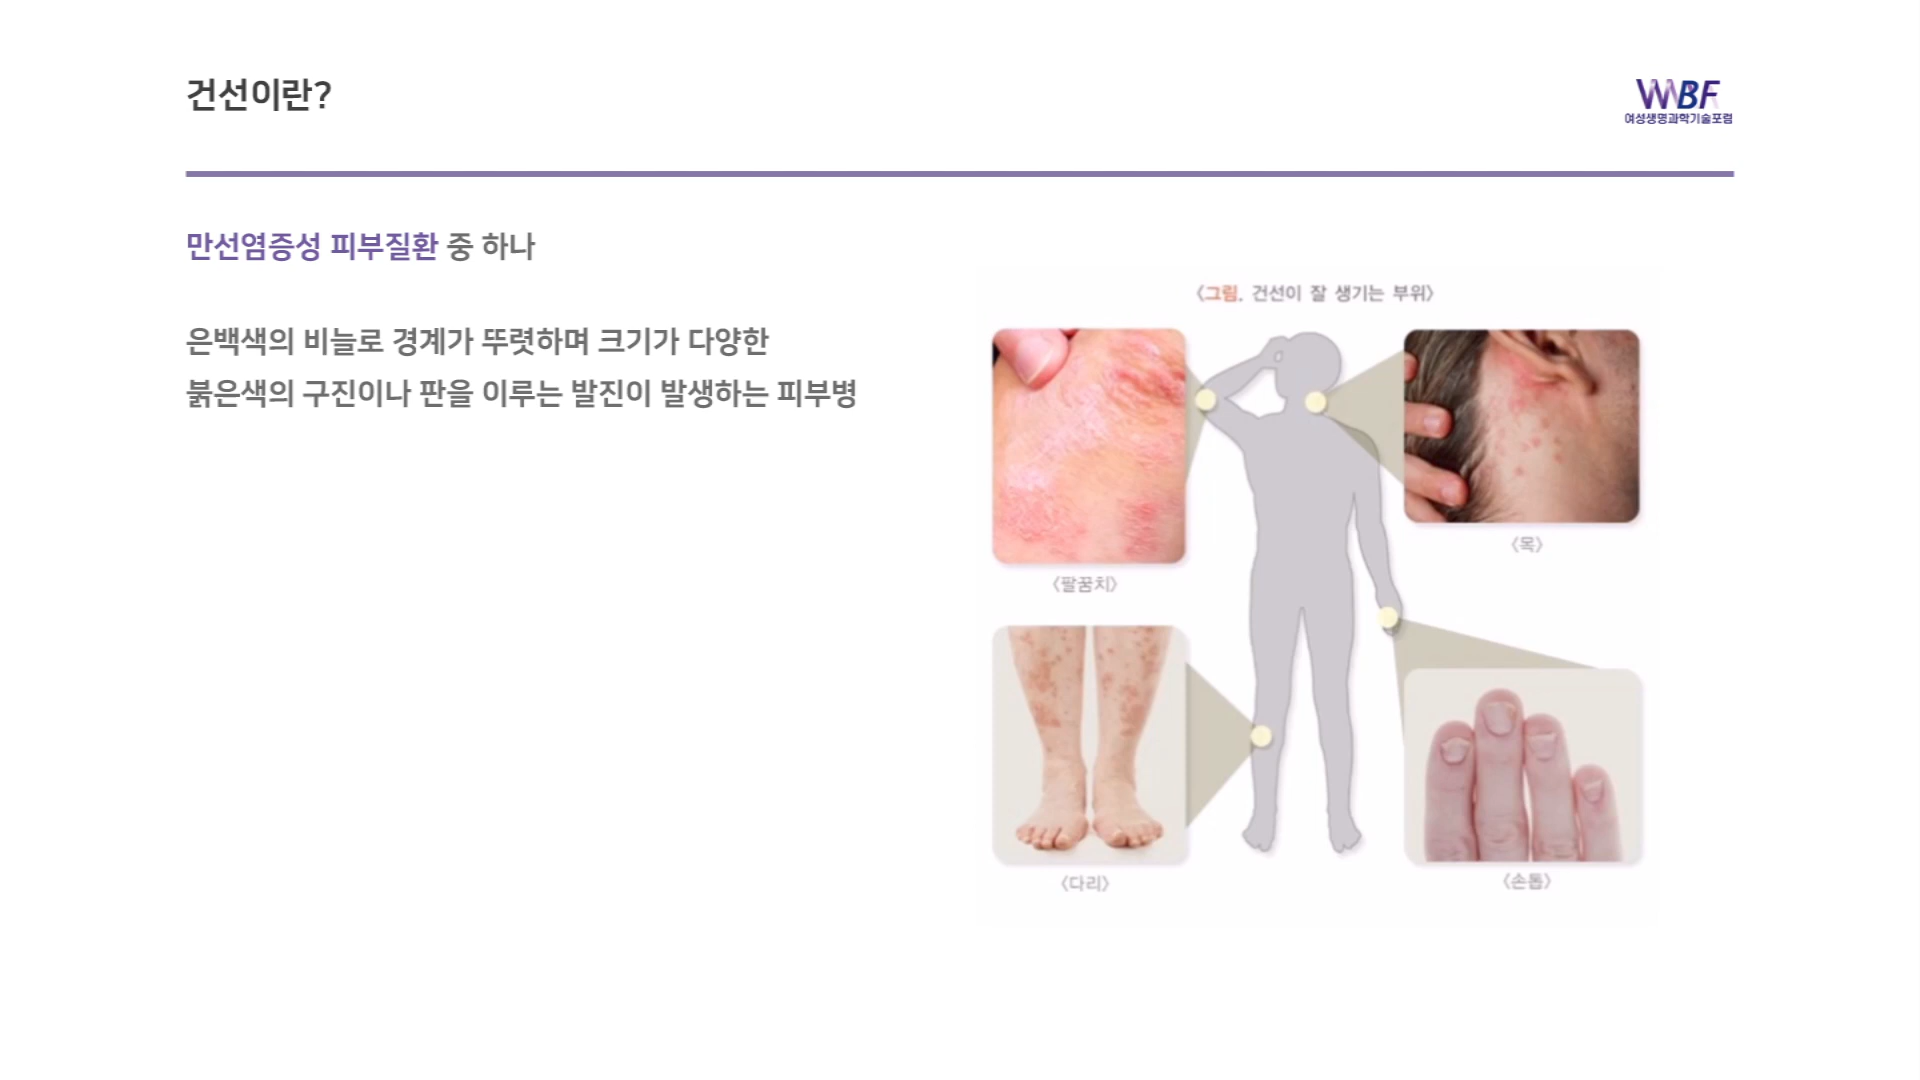 건선이란?
WWBF
여성생명과학기술포럼
만선염증성 피부질환 중 하나
은백색의 비늘로 경계가 뚜렷하며 크기가 다양한
붉은색의 구진이나 판을 이루는 발진이 발생하는 피부병
<그림. 건선이 잘 생기는 부위>
<목>
<팔꿈치>
<다리>
<손톱>